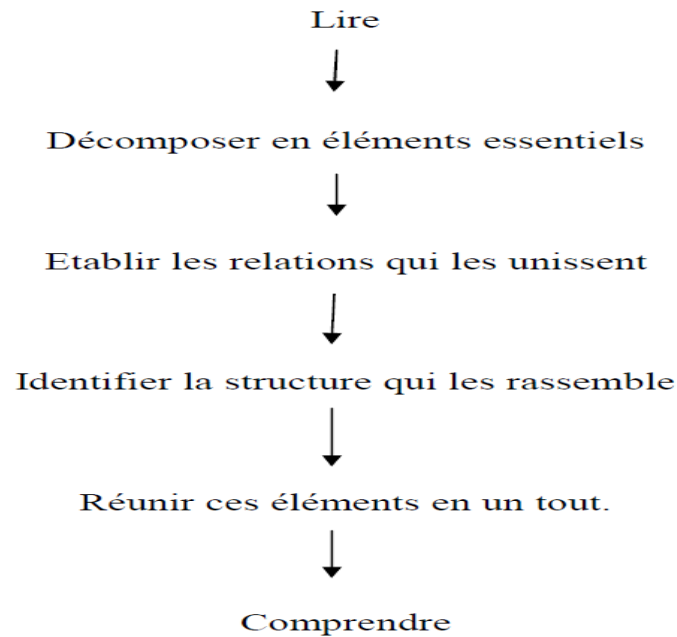 Lire
Décomposer en éléments essentiels
Etablir les relations qui les unissent
Identifier la structure qui les rassemble
Réunir ces éléments en un tout.
Comprendre